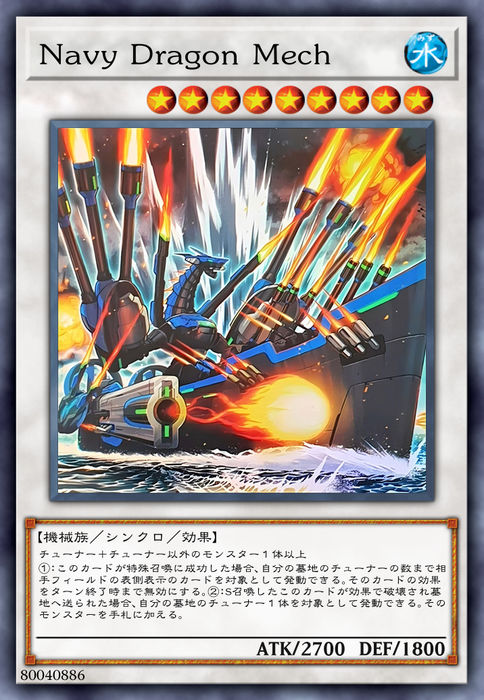 Navy Dragon Mech
みず
水
【機械族/シンクロ/効果】
チューナー+チューナー以外のモンスター1体以上
①:このカードが特殊召喚に成功した場合、自分の墓地のチューナーの数まで相
手フィールドの表側表示のカードを対象として発動できる。そのカードの効果
をターン終了時まで無効にする。②:S召喚したこのカードが効果で破壊され墓
地へ送られた場合、自分の墓地のチューナー1体を対象として発動できる。その
モンスターを手札に加える。
ATK/2700 DEF/1800
80040886